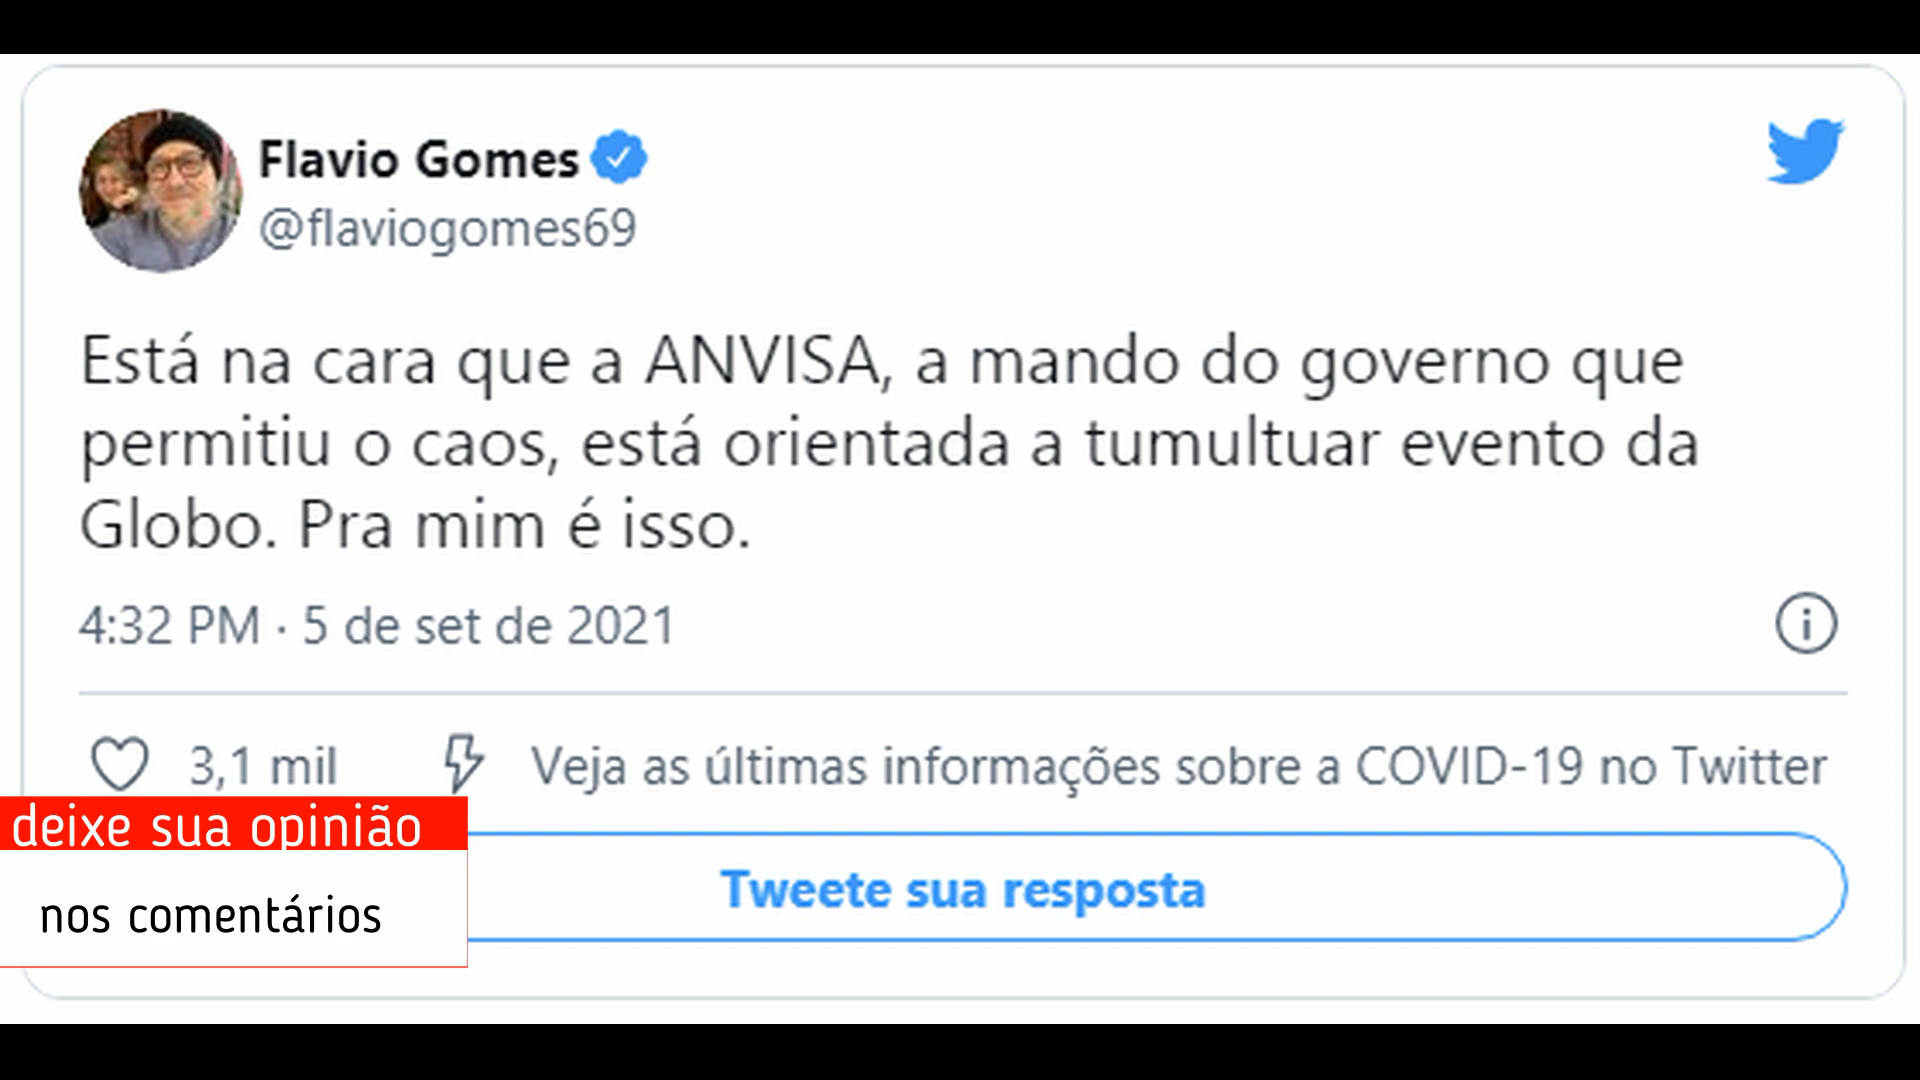 Flavio Gomes
@flaviogomes69
Está na cara que a ANVISA, a mando do governo que
permitiu o caos, está orientada a tumultuar evento da
Globo. Pra mim é isso.
4:32 PM · 5 de set de 2021
3,1 mil Veja as últimas informações sobre a COVID-19 no Twitter
deixe sua opinião
nos comentários
Tweete sua resposta